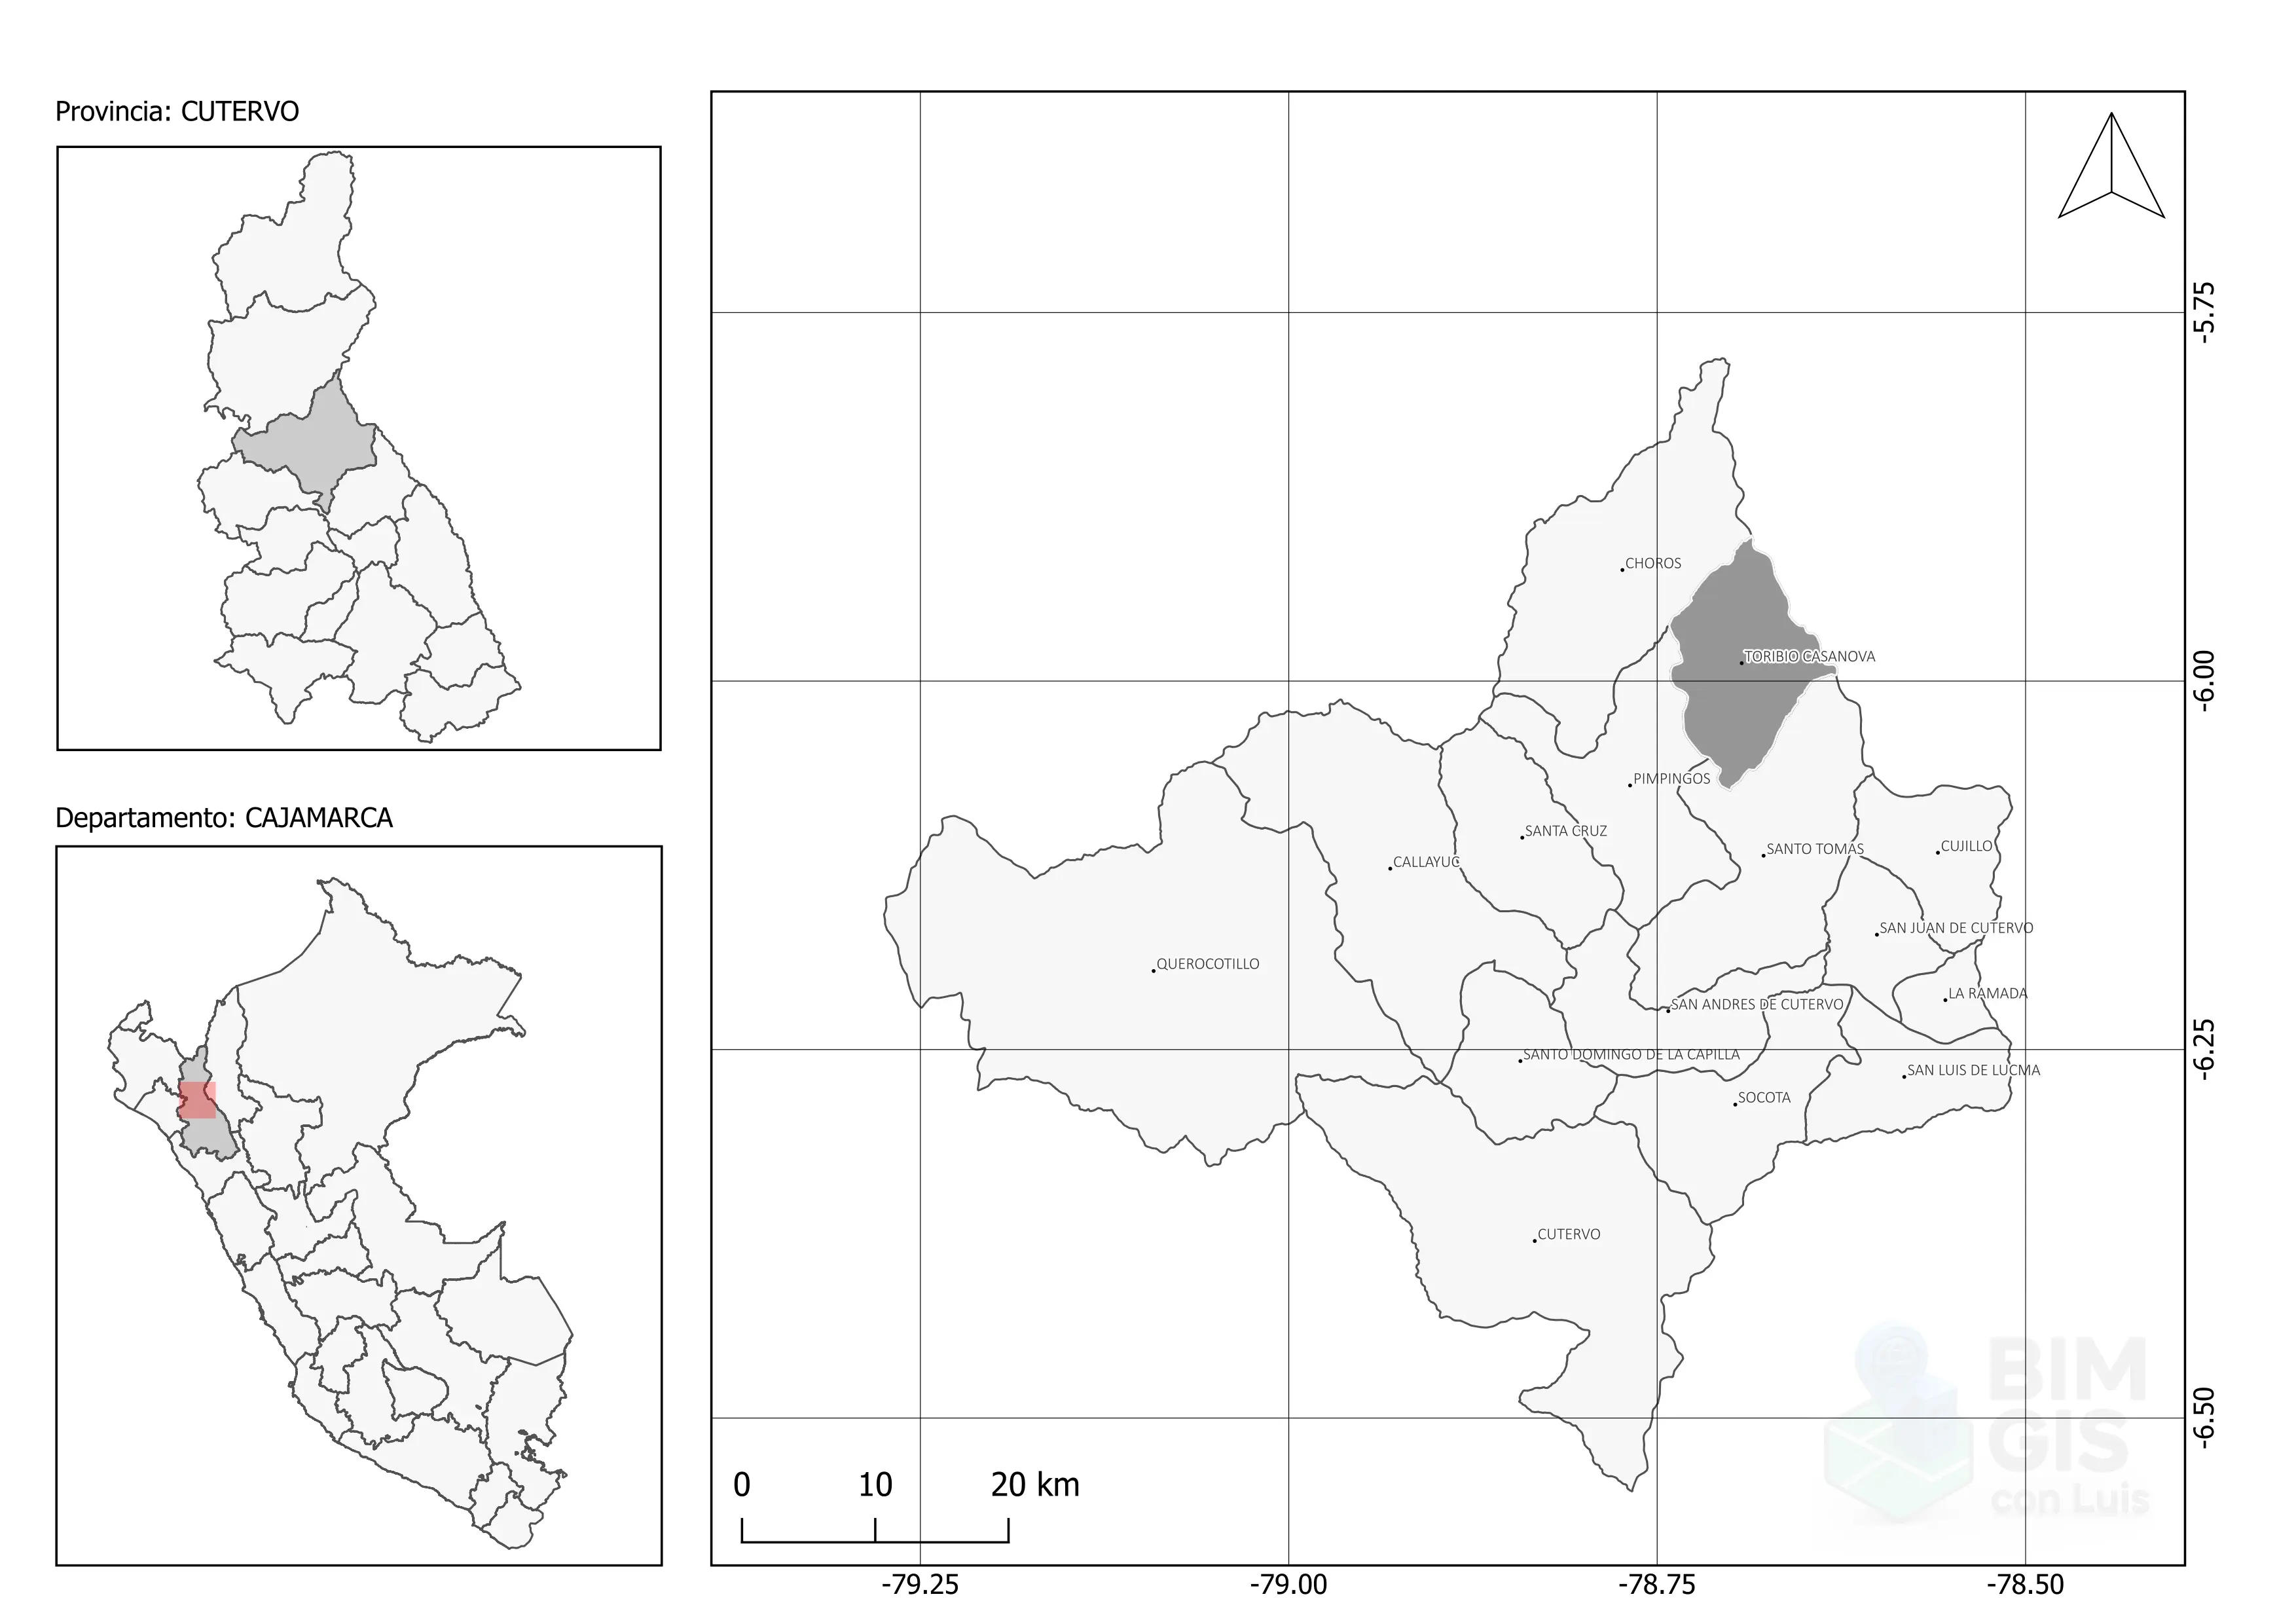 Provincia: CUTERVO
Departamento: CAJAMARCA
CHOROS
TORIBIO CASANOVA
PIMPINGOS
SANTA CRUZ
SANTO TOMAS
CUJILLO
CALLAYUC
SAN JUAN DE CUTERVO
QUEROCOTILLO
LA RAMADA
SAN ANDRES DE CUTERVO
SANTO DOMINGO DE LA CAPILLA
SAN LUIS DE LUCMA
SOCOTA
CUTERVO
-5.75
-6.00
-6.25
-6.50
BIM
GIS
con Luis
0 10 20 km
-79.25 -79.00 -78.75 -78.50